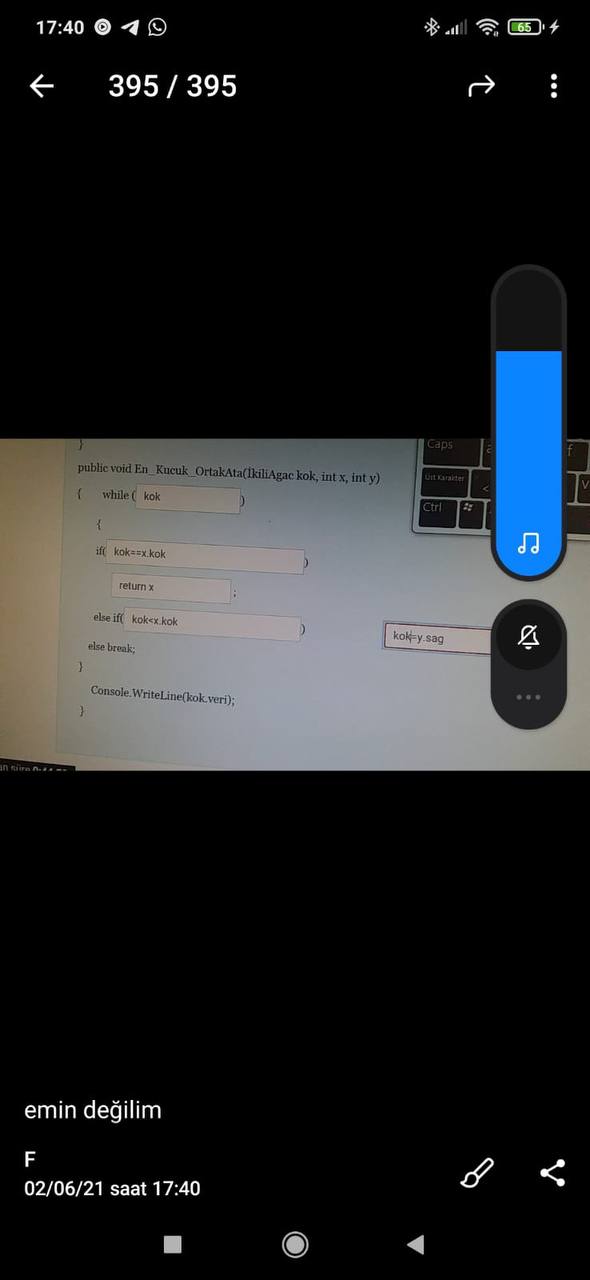 17:40
65
395 / 395
Caps
}
public void En_Kucuk_OrtakAta(İkiliAgac kok, int x, int y)
Üst Karakter
{ while ( kok )
Ctrl
{
if( kok==x.kok )
return x ;
else if( kok<x.kok )
kok=y.sag
else break;
}
Console.WriteLine(kok.veri);
}
emin değilim
F
02/06/21 saat 17:40